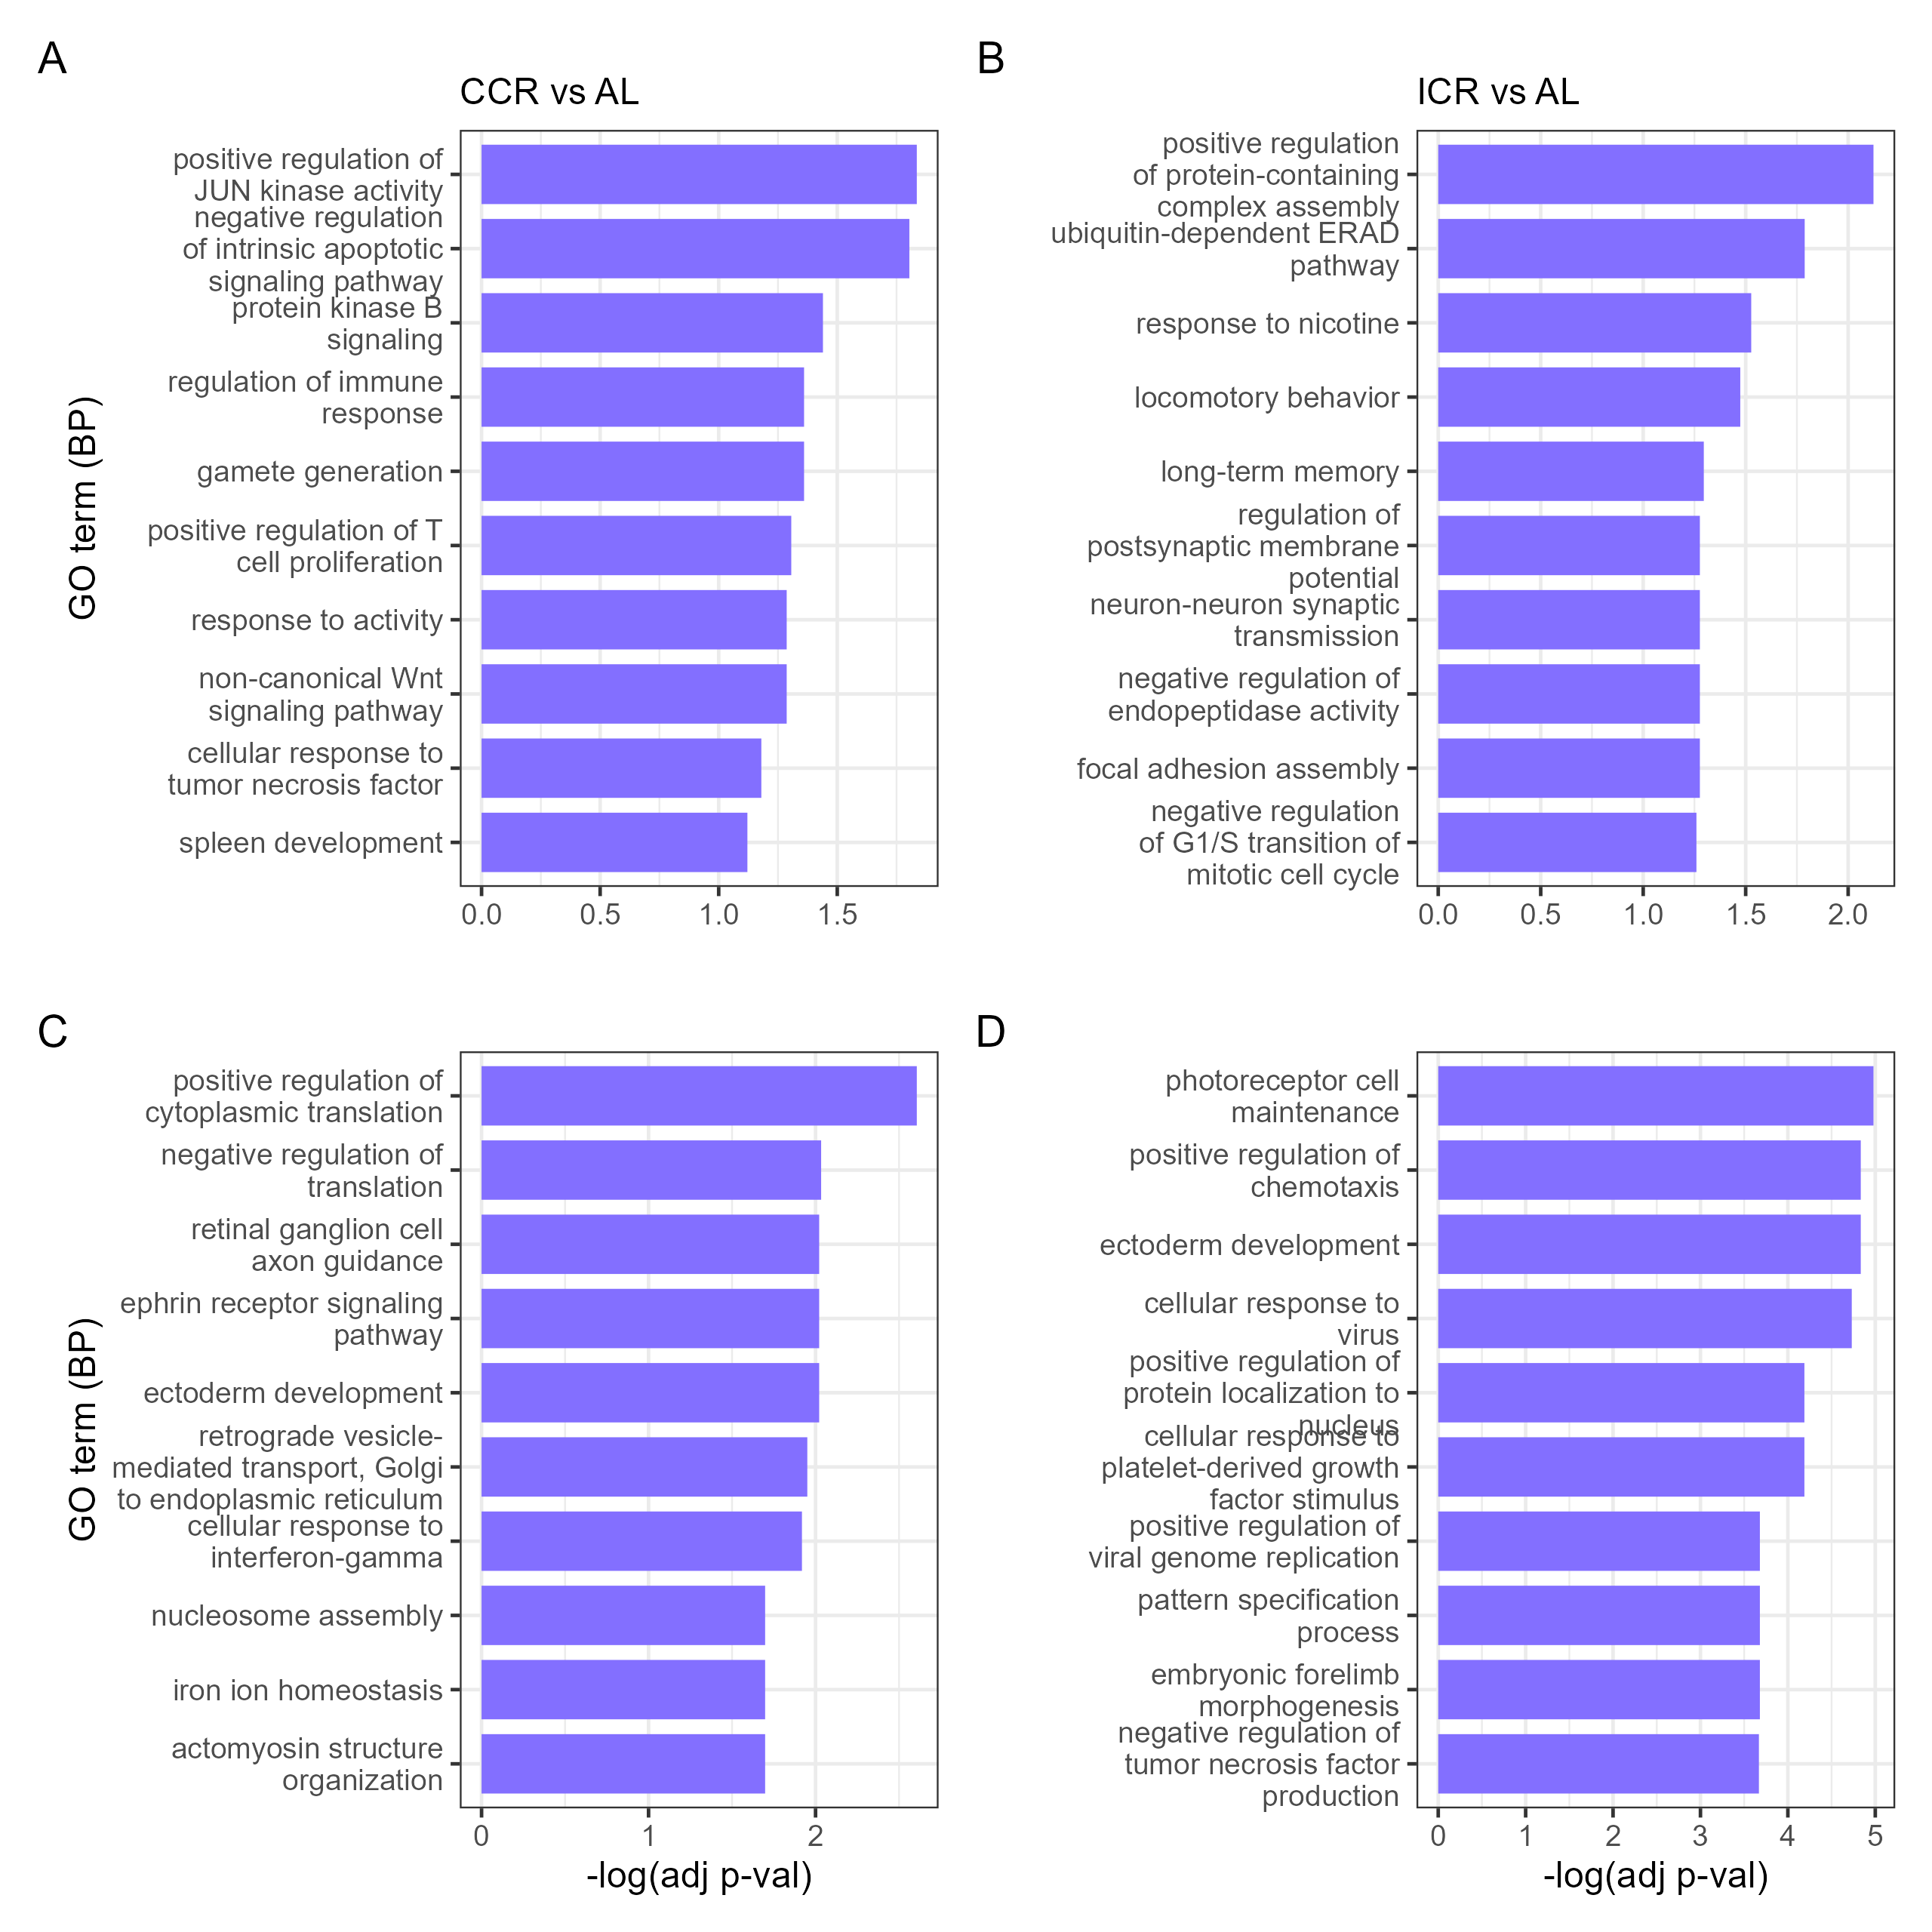 A
CCR vs AL
GO term (BP)
positive regulation of
JUN kinase activity
negative regulation
of intrinsic apoptotic
signaling pathway
protein kinase B
signaling
regulation of immune
response
gamete generation
positive regulation of T
cell proliferation
response to activity
non-canonical Wnt
signaling pathway
cellular response to
tumor necrosis factor
spleen development
0.0 0.5 1.0 1.5
B
ICR vs AL
positive regulation
of protein-containing
complex assembly
ubiquitin-dependent ERAD
pathway
response to nicotine
locomotory behavior
long-term memory
regulation of
postsynaptic membrane
potential
neuron-neuron synaptic
transmission
negative regulation of
endopeptidase activity
focal adhesion assembly
negative regulation
of G1/S transition of
mitotic cell cycle
0.0 0.5 1.0 1.5 2.0
C
GO term (BP)
positive regulation of
cytoplasmic translation
negative regulation of
translation
retinal ganglion cell
axon guidance
ephrin receptor signaling
pathway
ectoderm development
retrograde vesicle-
mediated transport, Golgi
to endoplasmic reticulum
cellular response to
interferon-gamma
nucleosome assembly
iron ion homeostasis
actomyosin structure
organization
0 1 2
-log(adj p-val)
D
photoreceptor cell
maintenance
positive regulation of
chemotaxis
ectoderm development
cellular response to
virus
positive regulation of
protein localization to
nucleus
cellular response to
platelet-derived growth
factor stimulus
positive regulation of
viral genome replication
pattern specification
process
embryonic forelimb
morphogenesis
negative regulation of
tumor necrosis factor
production
0 1 2 3 4 5
-log(adj p-val)